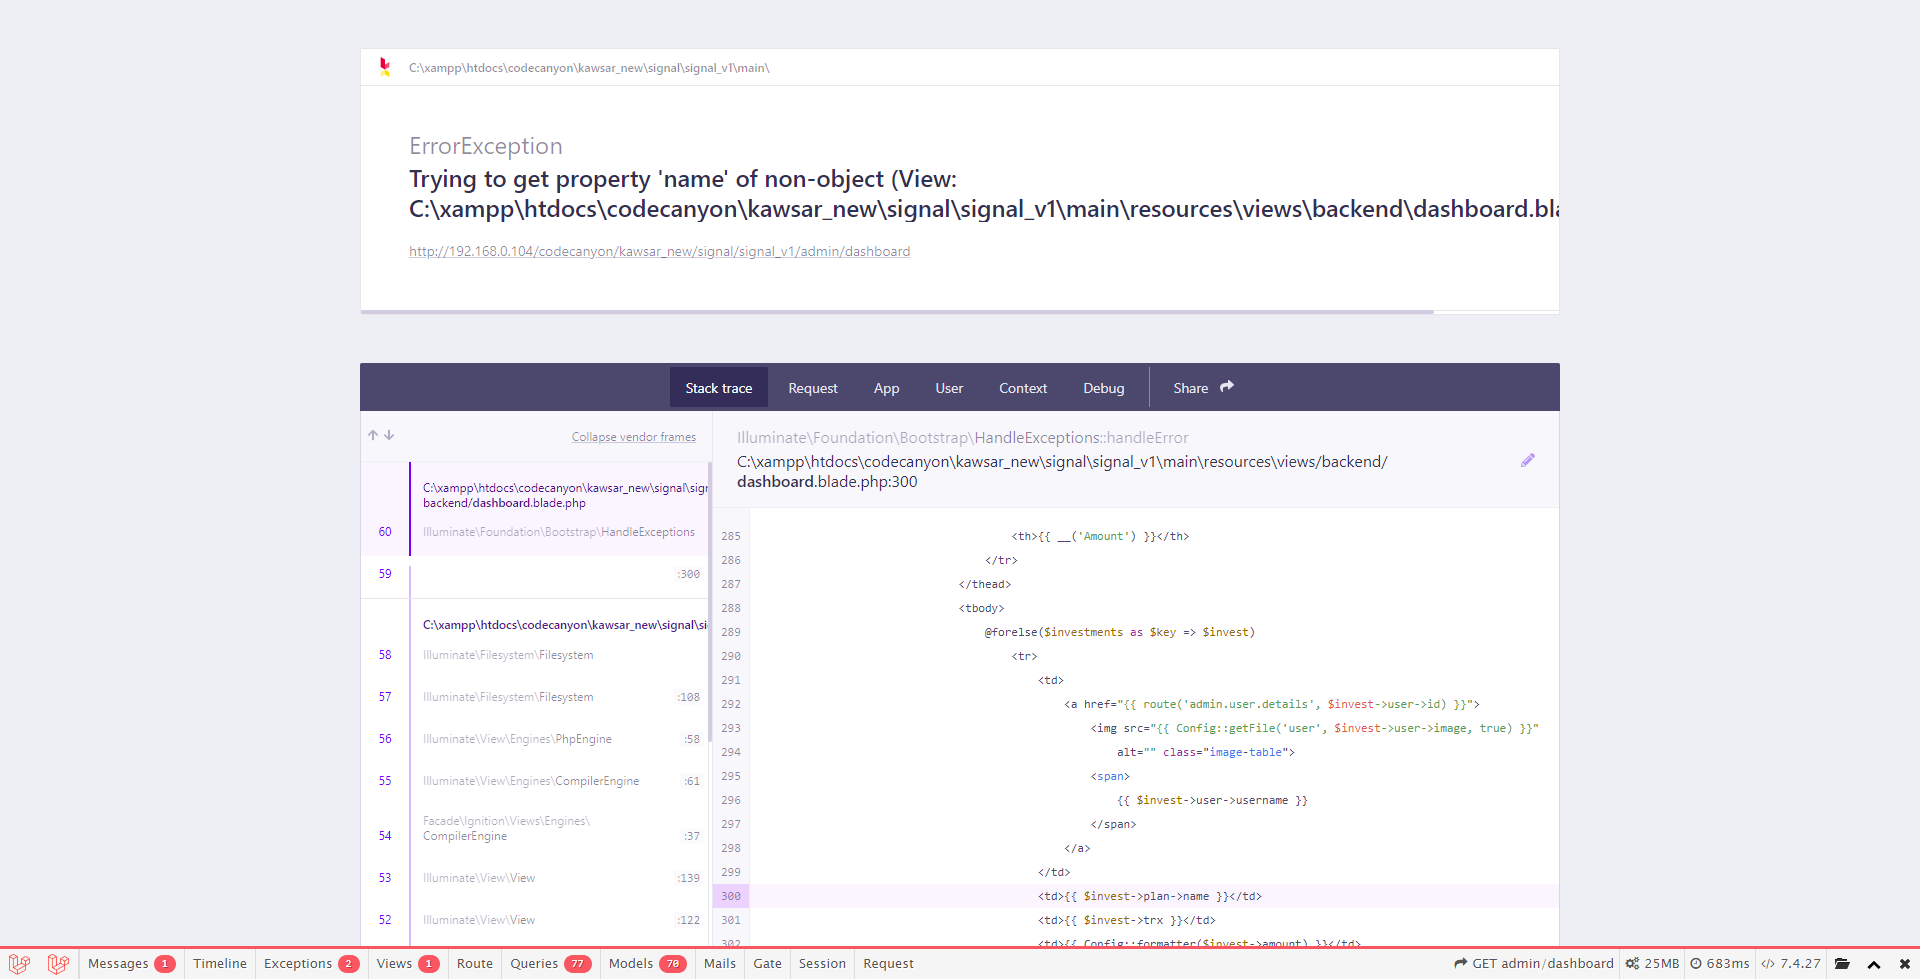 C:\xampp\htdocs\codecanyon\kawsar_new\signal\signal_v1\main\
ErrorException
Trying to get property 'name' of non-object (View:
C:\xampp\htdocs\codecanyon\kawsar_new\signal\signal_v1\main\resources\views\backend\dashboard.bla
http://192.168.0.104/codecanyon/kawsar_new/signal/signal_v1/admin/dashboard
Stack trace Request App User Context Debug Share
Collapse vendor frames
C:\xampp\htdocs\codecanyon\kawsar_new\signal\sigr
backend/dashboard.blade.php
60 Illuminate\Foundation\Bootstrap\HandleExceptions
59 :300
C:\xampp\htdocs\codecanyon\kawsar_new\signal\si
58 Illuminate\Filesystem\Filesystem
57 Illuminate\Filesystem\Filesystem :108
56 Illuminate\View\Engines\PhpEngine :58
55 Illuminate\View\Engines\CompilerEngine :61
Facade\Ignition\Views\Engines\
54 CompilerEngine :37
53 Illuminate\View\View :139
52 Illuminate\View\View :122
Illuminate\Foundation\Bootstrap\HandleExceptions::handleError
C:\xampp\htdocs\codecanyon\kawsar_new\signal\signal_v1\main\resources\views/backend/
dashboard.blade.php:300
285 <th>{{ __('Amount') }}</th>
286 </tr>
287 </thead>
288 <tbody>
289 @forelse($investments as $key => $invest)
290 <tr>
291 <td>
292 <a href="{{ route('admin.user.details', $invest->user->id) }}">
293 <img src="{{ Config::getFile('user', $invest->user->image, true) }}"
294 alt="" class="image-table">
295 <span>
296 {{ $invest->user->username }}
297 </span>
298 </a>
299 </td>
300 <td>{{ $invest->plan->name }}</td>
301 <td>{{ $invest->trx }}</td>
302 <td>{{ Config::formatter($invest->amount) }}</td>
Messages 1 Timeline Exceptions 2 Views 1 Route Queries 77 Models 70 Mails Gate Session Request GET admin/dashboard 25MB 683ms 7.4.27